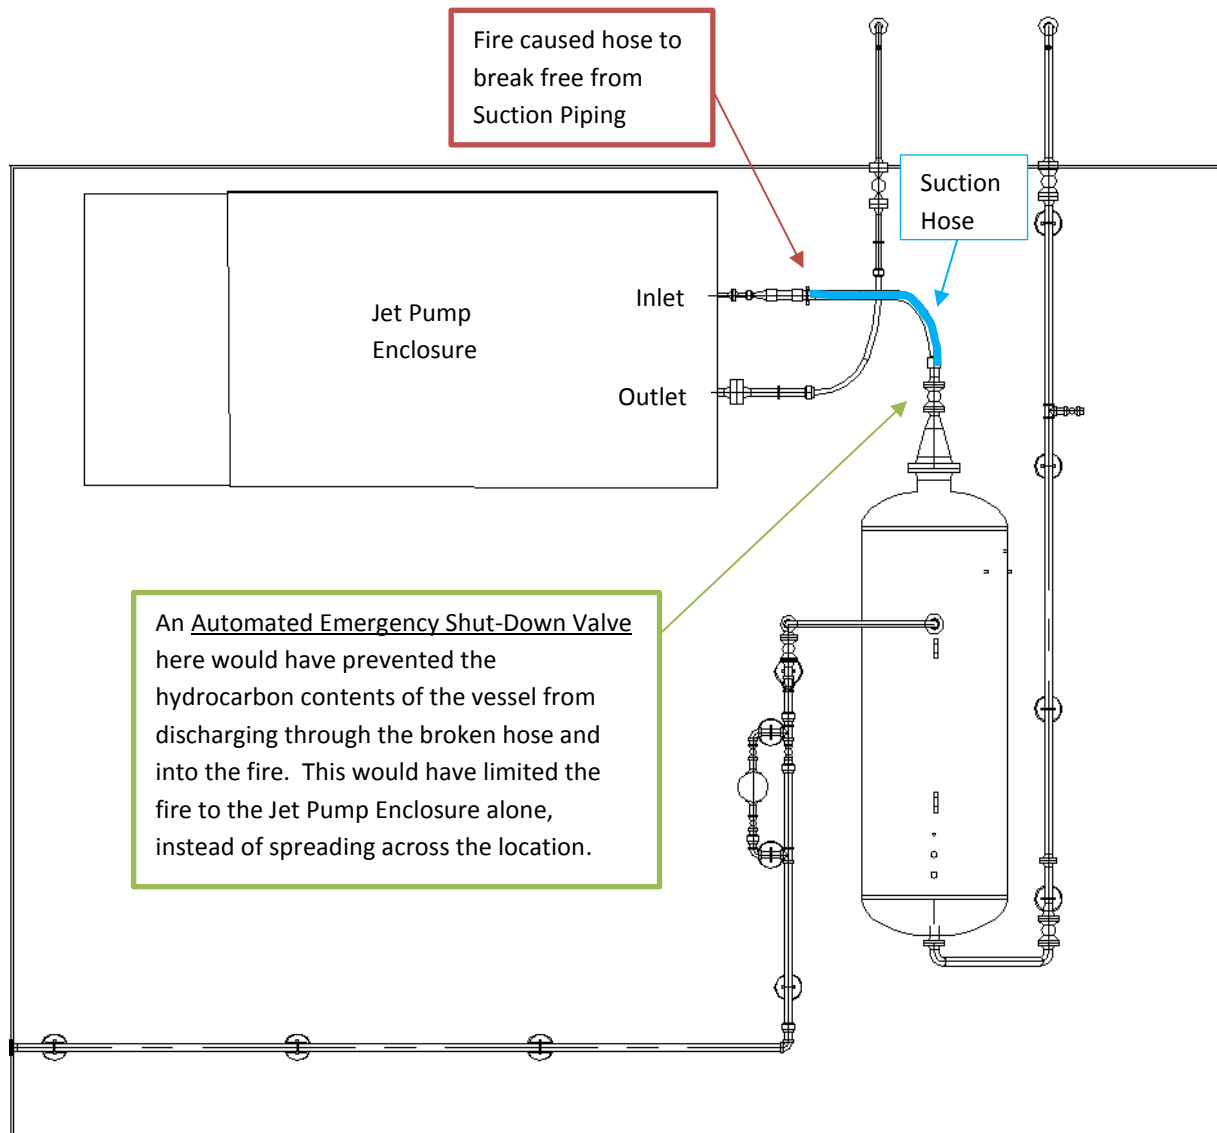 Fire caused hose to
break free from
Suction Piping
Suction
Hose
Inlet
Jet Pump
Enclosure
Outlet
An Automated Emergency Shut-Down Valve
here would have prevented the
hydrocarbon contents of the vessel from
discharging through the broken hose and
into the fire.  This would have limited the
fire to the Jet Pump Enclosure alone,
instead of spreading across the location.